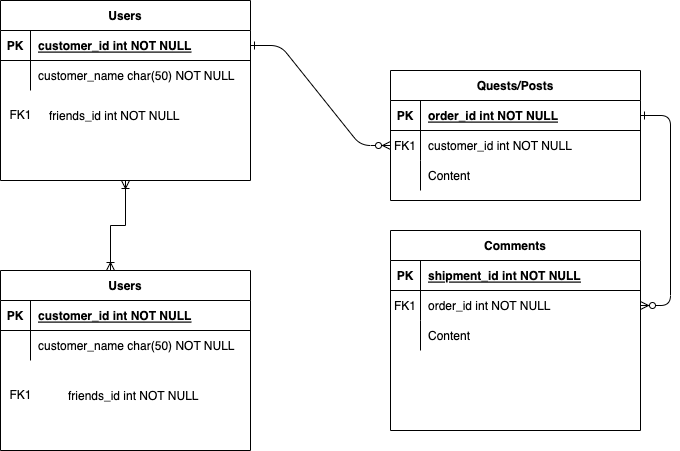 Users
PK customer_id int NOT NULL
customer_name char(50) NOT NULL
FK1 friends_id int NOT NULL
Quests/Posts
PK order_id int NOT NULL
FK1 customer_id int NOT NULL
Content
Users
PK customer_id int NOT NULL
customer_name char(50) NOT NULL
FK1 friends_id int NOT NULL
Comments
PK shipment_id int NOT NULL
FK1 order_id int NOT NULL
Content